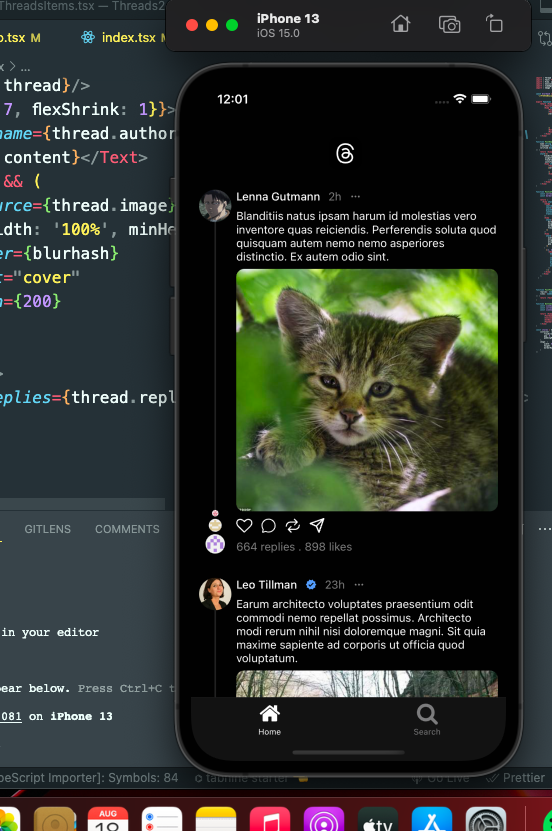 ThreadsItems.tsx — Threads2
iPhone 13
iOS 15.0
.tsx M
index.tsx
> ...
thread}/>
7, flexShrink: 1}}>
name={thread.author
content}</Text>
&& (
urce={thread.image}
idth: '100%', minHe
er={blurhash}
="cover"
={200}
>
eplies={thread.repl
GITLENS
COMMENTS
in your editor
ear below. Press Ctrl+C t
081 on iPhone 13
12:01
Lenna Gutmann 2h ...
Blanditiis natus ipsam harum id molestias vero
inventore quas reiciendis. Perferendis soluta quod
quisquam autem nemo nemo asperiores
distinctio. Ex autem odio sint.
664 replies . 898 likes
Leo Tillman 23h ...
Earum architecto voluptates praesentium odit
commodi nemo repellat possimus. Architecto
modi rerum nihil nisi doloremque magni. Sit quia
maxime sapiente ad corporis ut officia quod
voluptatum.
Home
Search
peScript Importer]: Symbols: 84
tabnine starter
Go Live
Prettier
AUG
tv